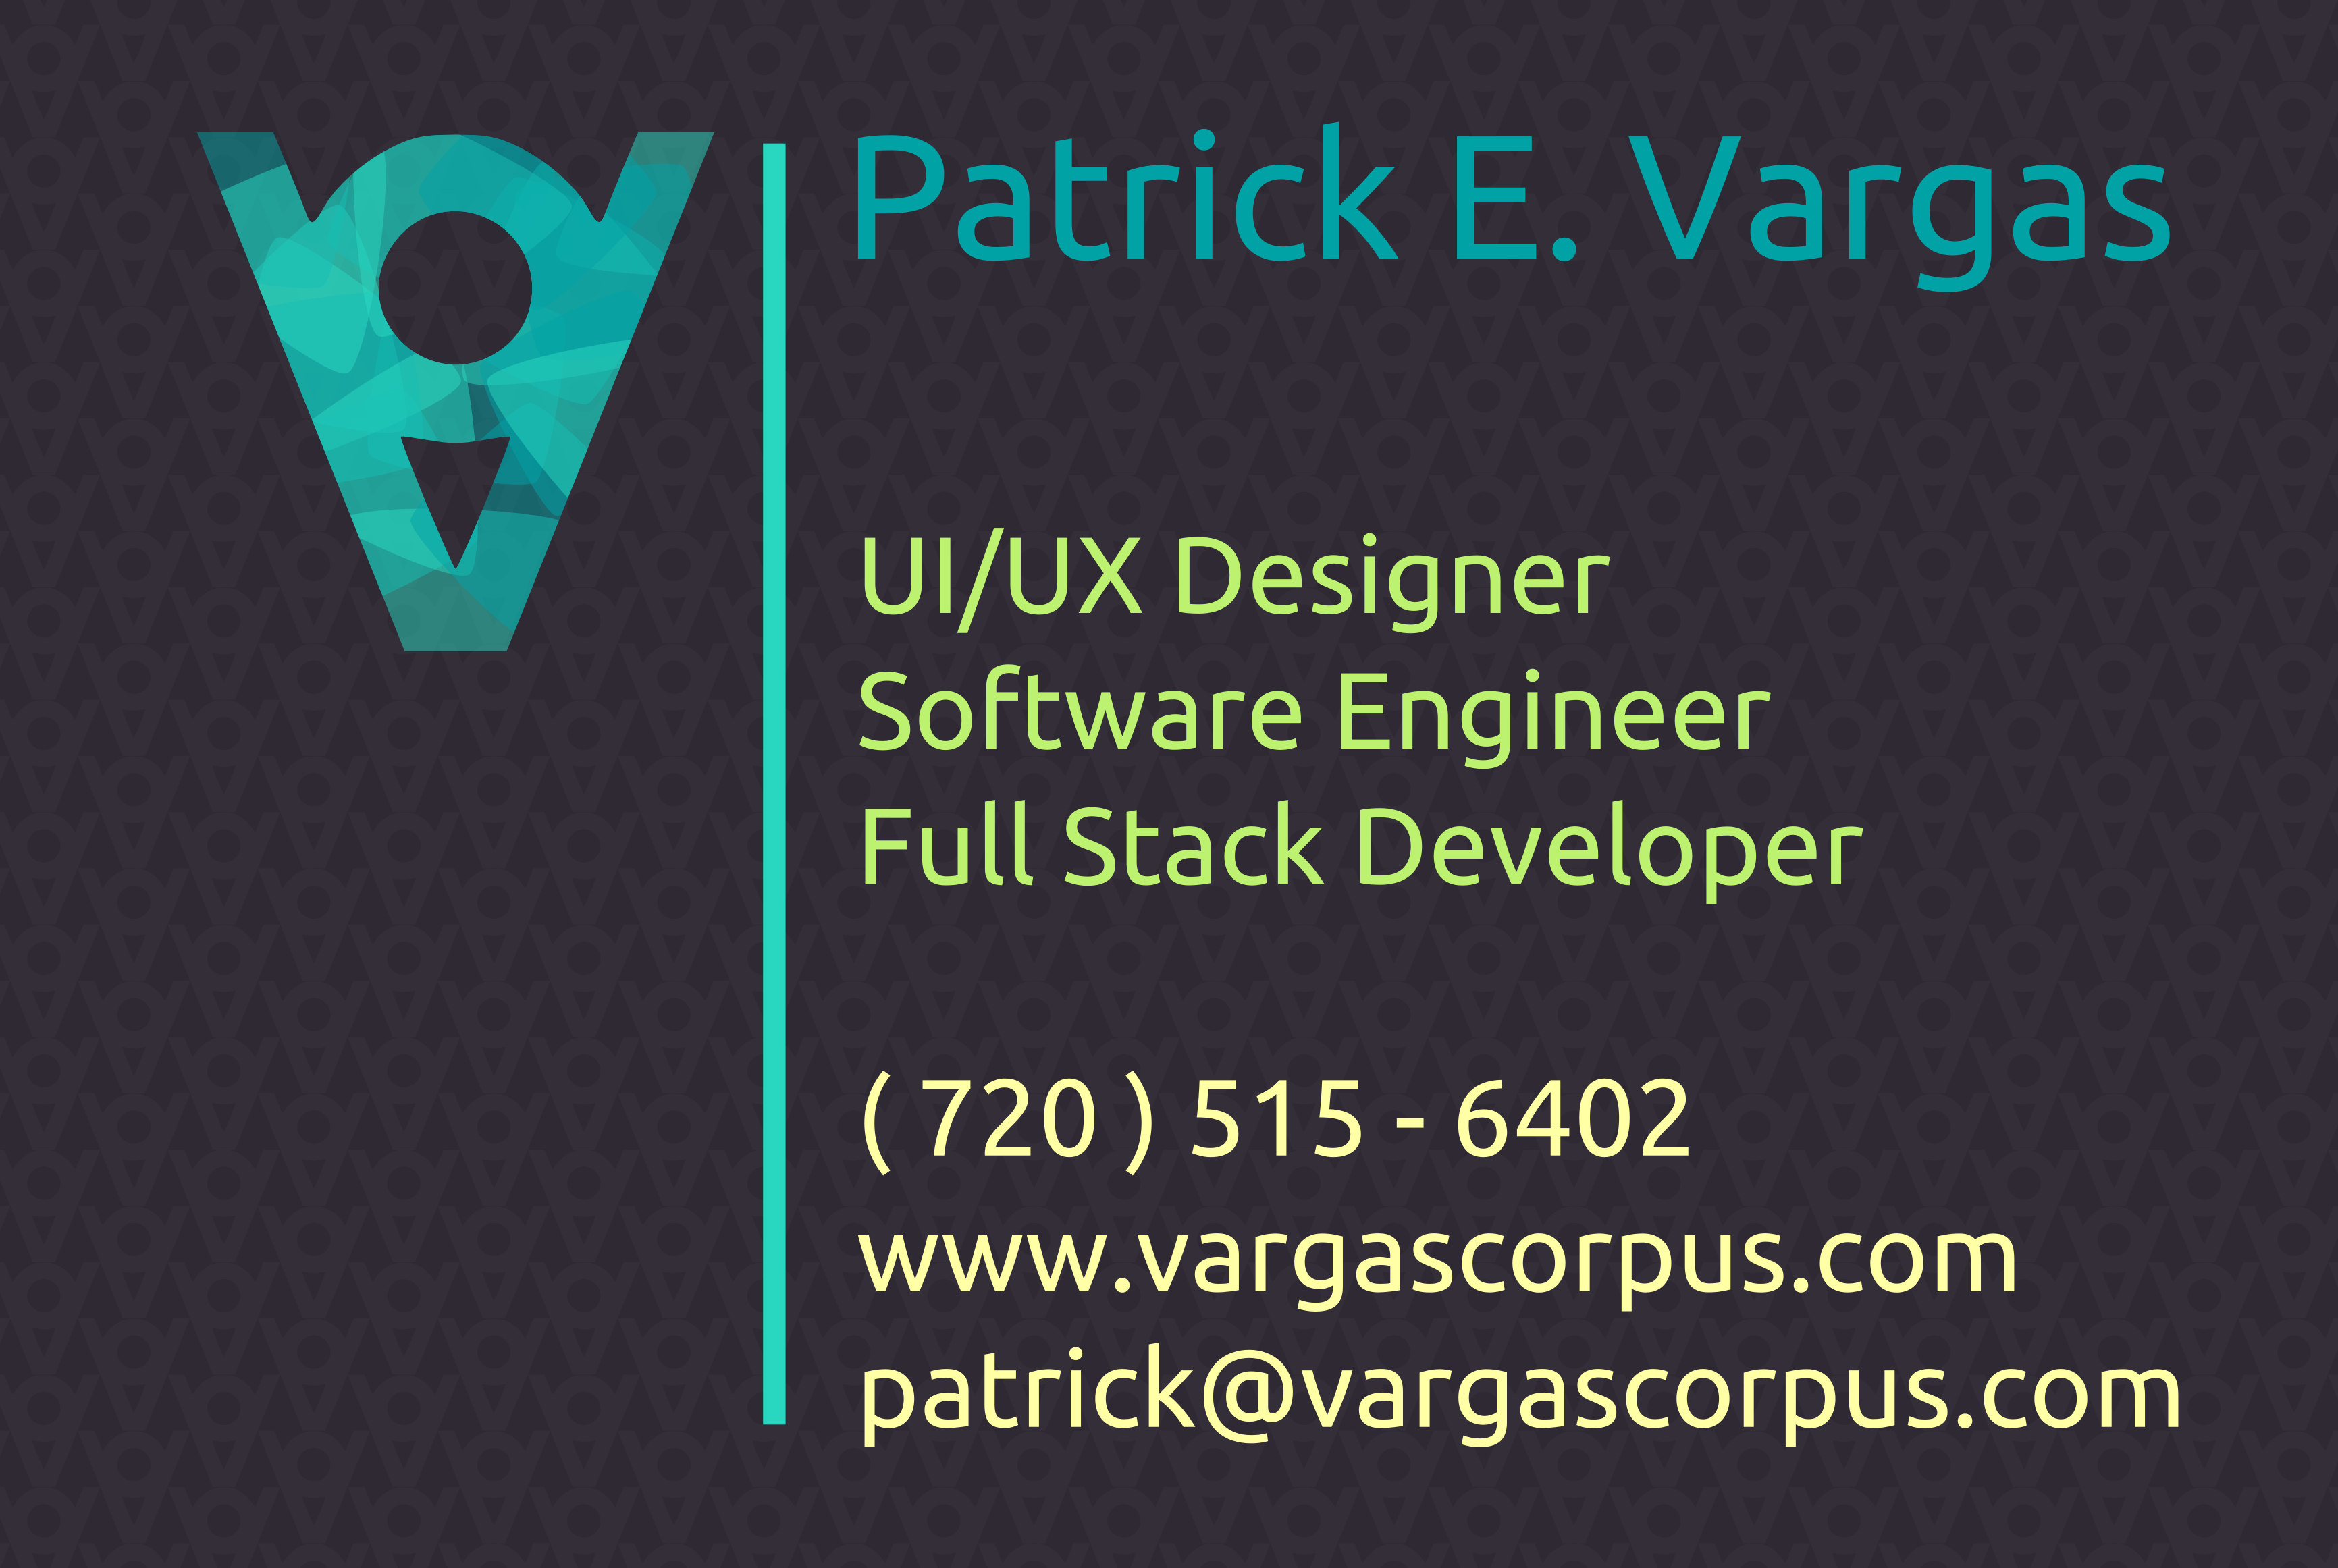 Patrick E. Vargas
UI/UX Designer
Software Engineer
Full Stack Developer
( 720 ) 515 - 6402
www.vargascorpus.com
patrick@vargascorpus.com